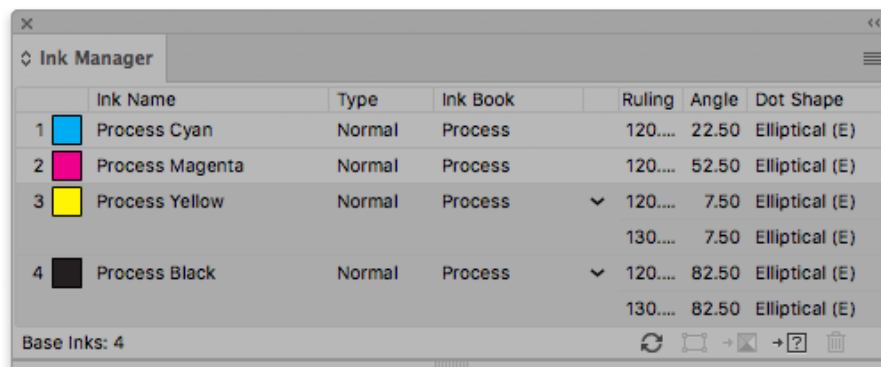 Ink Manager
Ink Name Type Ink Book Ruling Angle Dot Shape
1 Process Cyan Normal Process 120.... 22.50 Elliptical (E)
2 Process Magenta Normal Process 120.... 52.50 Elliptical (E)
3 Process Yellow Normal Process 120.... 7.50 Elliptical (E)
130.... 7.50 Elliptical (E)
4 Process Black Normal Process 120.... 82.50 Elliptical (E)
130.... 82.50 Elliptical (E)
Base Inks: 4